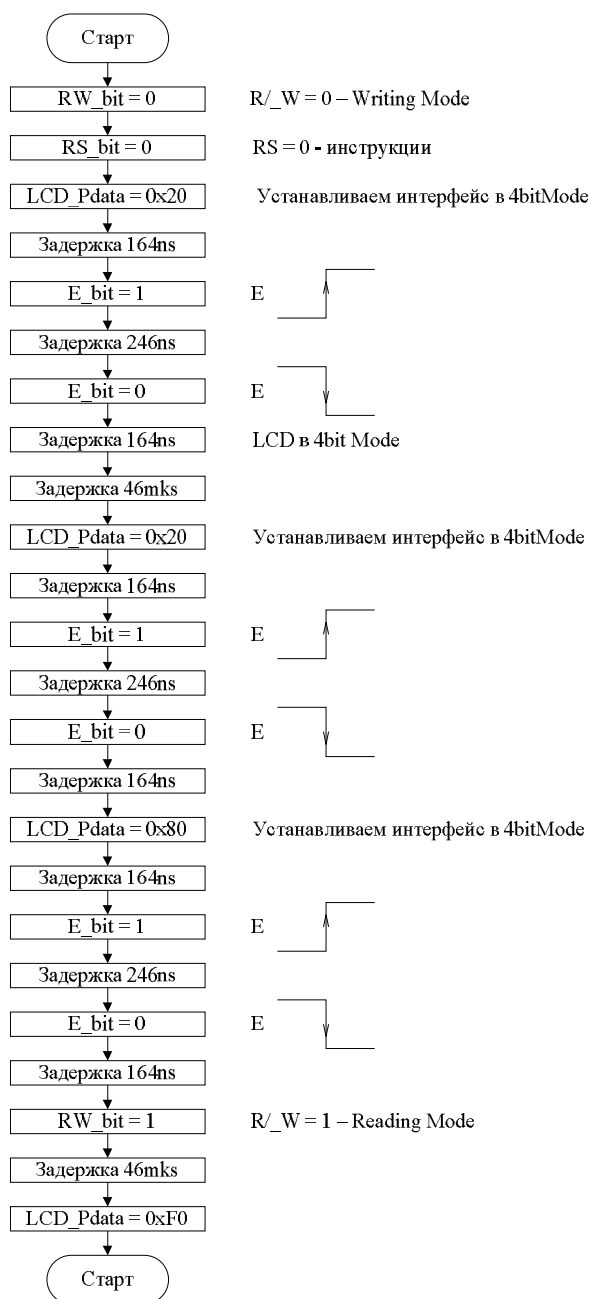 Старт
RW_bit = 0 R/_W = 0 – Writing Mode
RS_bit = 0 RS = 0 - инструкции
LCD_Pdata = 0x20 Устанавливаем интерфейс в 4bitMode
Задержка 164ns
E_bit = 1 E
Задержка 246ns
E_bit = 0 E
Задержка 164ns LCD в 4bit Mode
Задержка 46mks
LCD_Pdata = 0x20 Устанавливаем интерфейс в 4bitMode
Задержка 164ns
E_bit = 1 E
Задержка 246ns
E_bit = 0 E
Задержка 164ns
LCD_Pdata = 0x80 Устанавливаем интерфейс в 4bitMode
Задержка 164ns
E_bit = 1 E
Задержка 246ns
E_bit = 0 E
Задержка 164ns
RW_bit = 1 R/_W = 1 – Reading Mode
Задержка 46mks
LCD_Pdata = 0xF0
Старт